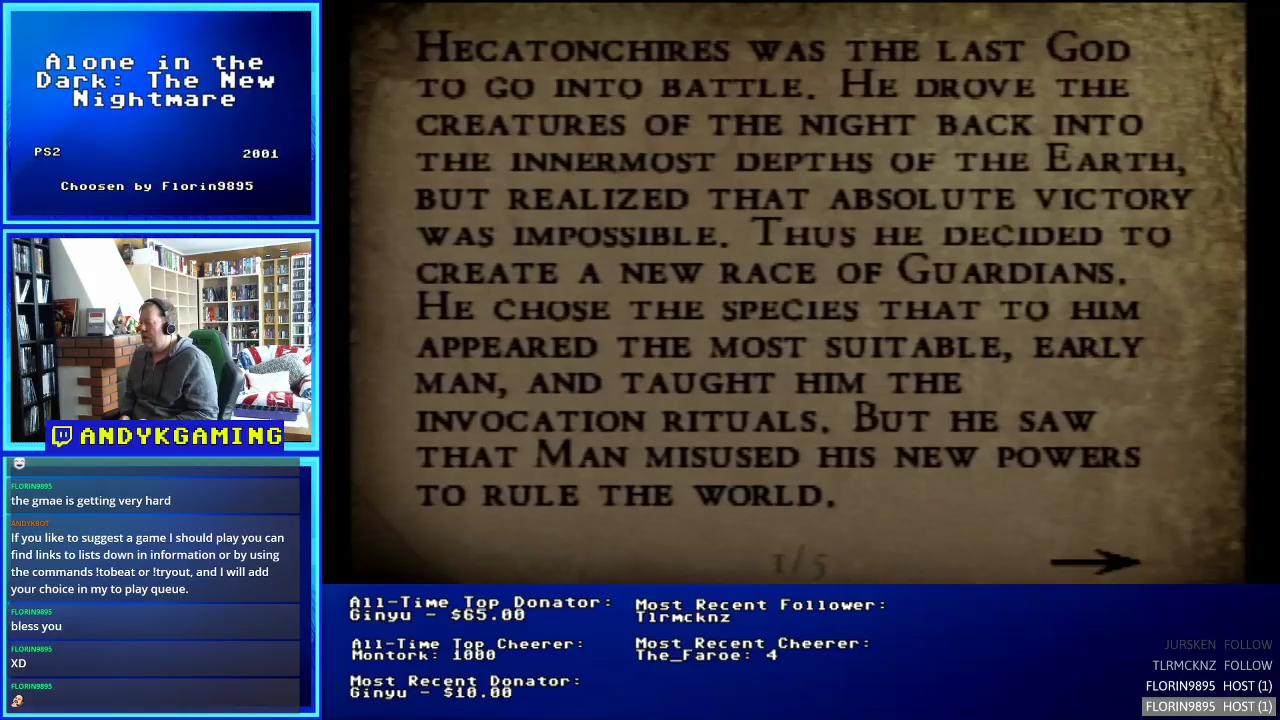 Alone in the
Dark: The New
Nightmare
PS2
2001
Choosen by Florin9895
ANDYKGAMING
FLORIN9895
the gmae is getting very hard
ANDYKBOT
If you like to suggest a game I should play you can
find links to lists down in information or by using
the commands !tobeat or !tryout, and I will add
your choice in my to play queue.
FLORIN9895
bless you
FLORIN9895
XD
FLORIN9895
HECATONCHIRES WAS THE LAST GOD
TO GO INTO BATTLE. HE DROVE THE
CREATURES OF THE NIGHT BACK INTO
THE INNERMOST DEPTHS OF THE EARTH,
BUT REALIZED THAT ABSOLUTE VICTORY
WAS IMPOSSIBLE. THUS HE DECIDED TO
CREATE A NEW RACE OF GUARDIANS.
HE CHOSE THE SPECIES THAT TO HIM
APPEARED THE MOST SUITABLE, EARLY
MAN, AND TAUGHT HIM THE
INVOCATION RITUALS. BUT HE SAW
THAT MAN MISUSED HIS NEW POWERS
TO RULE THE WORLD.
1/5
All-Time Top Donator:
Ginyu - $65.00
All-Time Top Cheerer:
Montork: 1000
Most Recent Donator:
Ginyu - $10.00
Most Recent Follower:
Tlrmcknz
Most Recent Cheerer:
The_Faroe: 4
JURSKEN FOLLOW
TLRMCKNZ FOLLOW
FLORIN9895 HOST (1)
FLORIN9895 HOST (1)